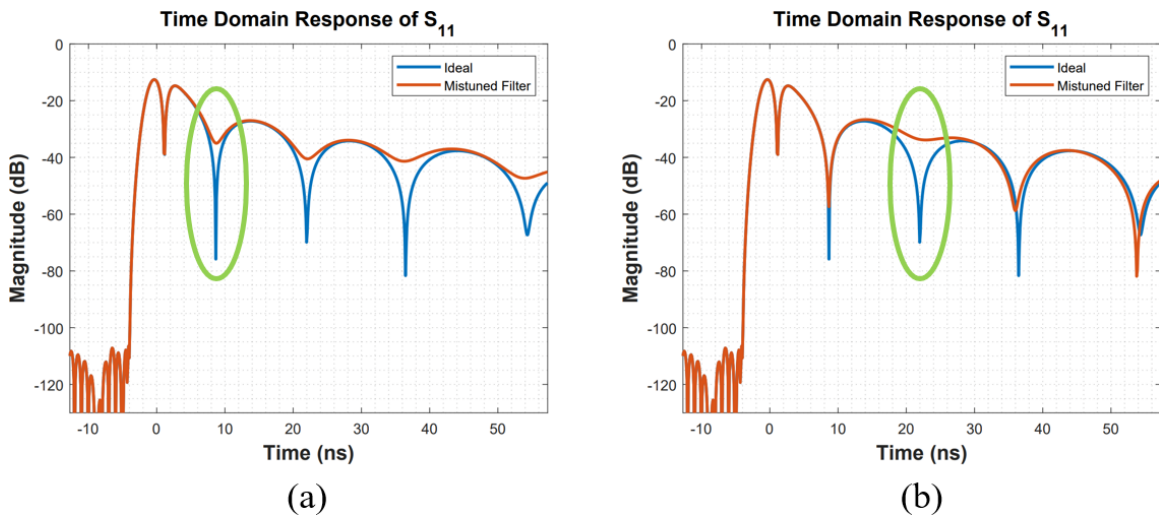 Time Domain Response of S11
0
-20
-40
-60
-80
-100
-120
Magnitude (dB)
-10 0 10 20 30 40 50
Time (ns)
Ideal
Mistuned Filter
(a)
Time Domain Response of S11
0
-20
-40
-60
-80
-100
-120
Magnitude (dB)
-10 0 10 20 30 40 50
Time (ns)
Ideal
Mistuned Filter
(b)